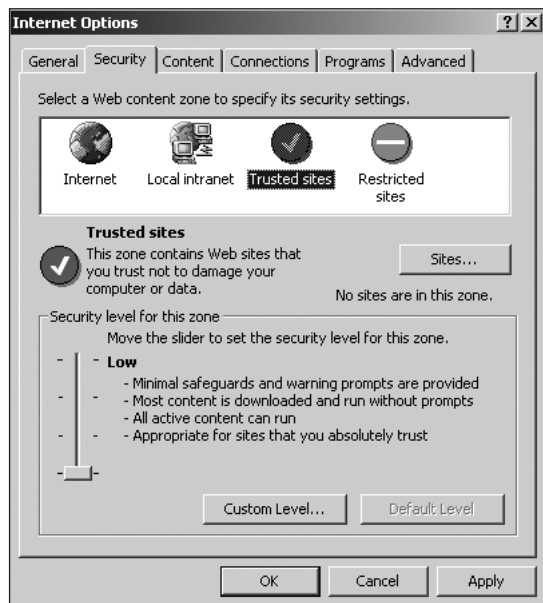 Internet Options
General Security Content Connections Programs Advanced
Select a Web content zone to specify its security settings.
Internet Local intranet Trusted sites Restricted
sites
Trusted sites
This zone contains Web sites that
you trust not to damage your
computer or data.
Sites...
No sites are in this zone.
Security level for this zone
Move the slider to set the security level for this zone.
Low
- Minimal safeguards and warning prompts are provided
- Most content is downloaded and run without prompts
- All active content can run
- Appropriate for sites that you absolutely trust
Custom Level... Default Level
OK Cancel Apply